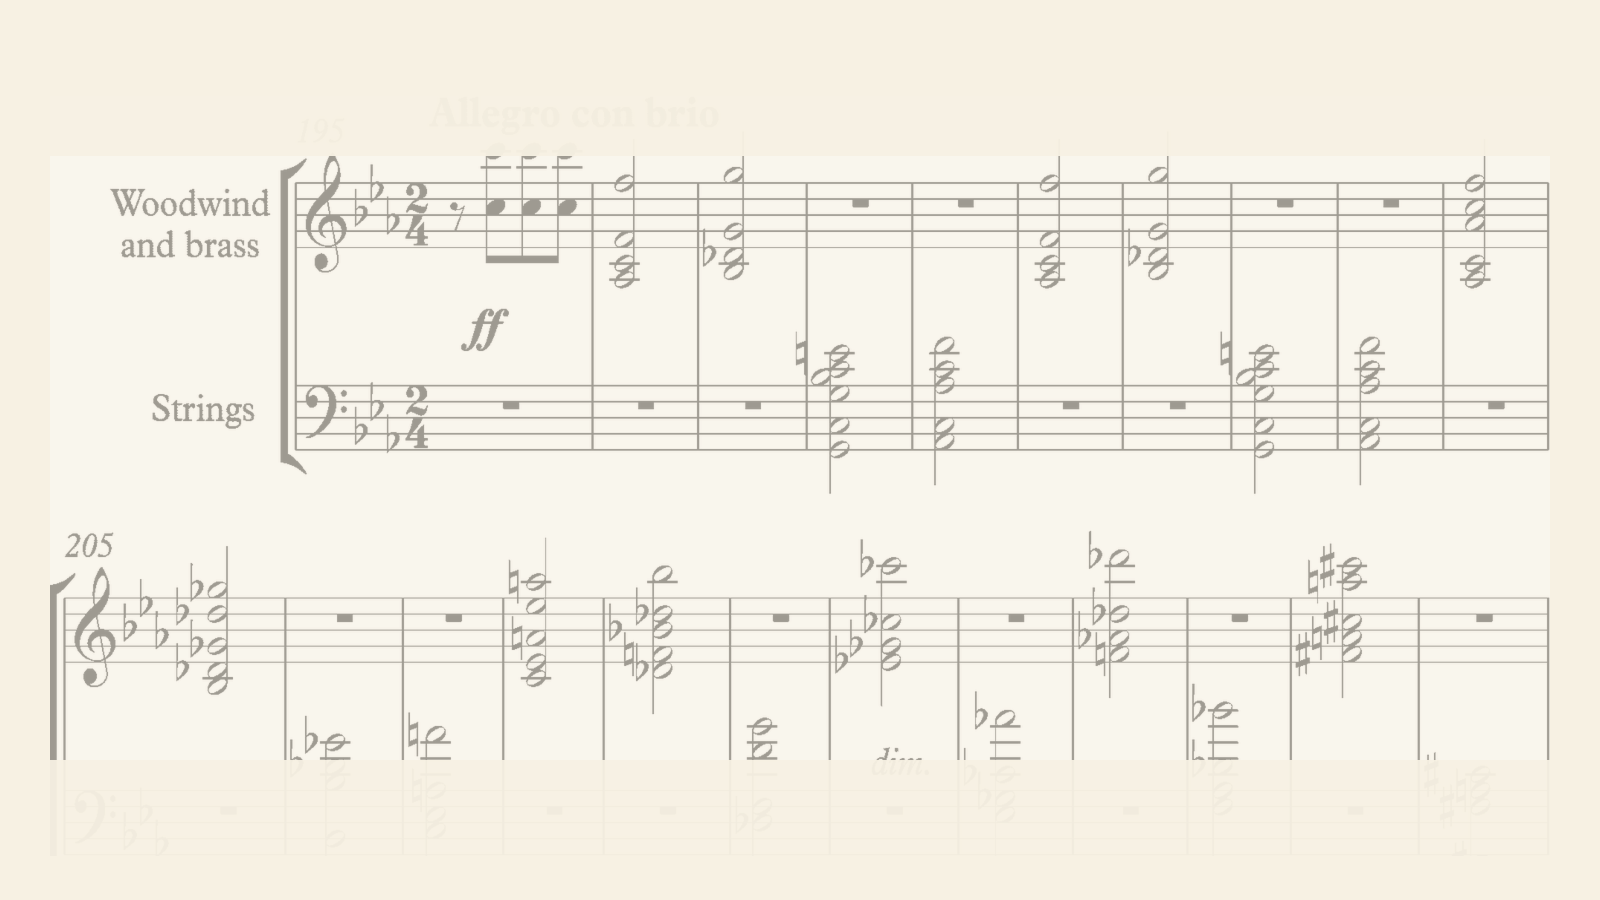 195
Allegro con brio
Woodwind
and brass
ff
Strings
205
dim.